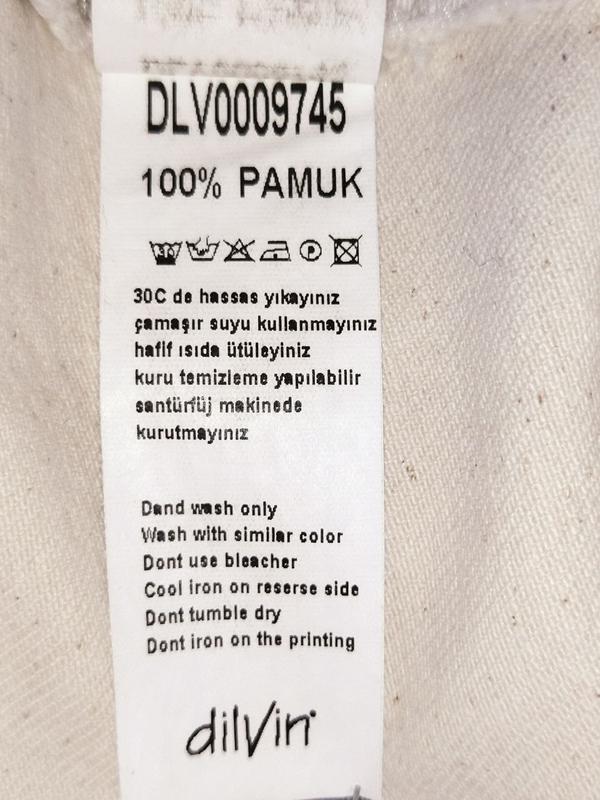 DLV0009745
100% PAMUK
30C de hassas yıkayınız
çamaşır suyu kullanmayınız
hafif ısıda ütüleyiniz
kuru temizleme yapılabilir
santürfüj makinede
kurutmayınız
Dand wash only
Wash with similar color
Dont use bleacher
Cool iron on reserse side
Dont tumble dry
Dont iron on the printing
dilvin